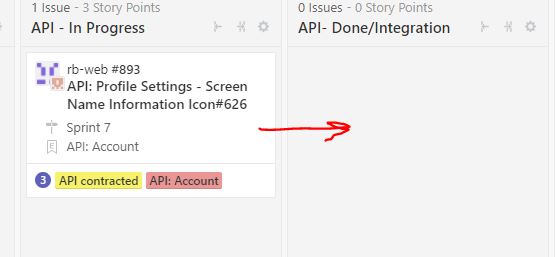 1 Issue - 3 Story Points
API - In Progress
rb-web #893
API: Profile Settings - Screen
Name Information Icon#626
Sprint 7
API: Account
3 API contracted API: Account
0 Issues - 0 Story Points
API- Done/Integration